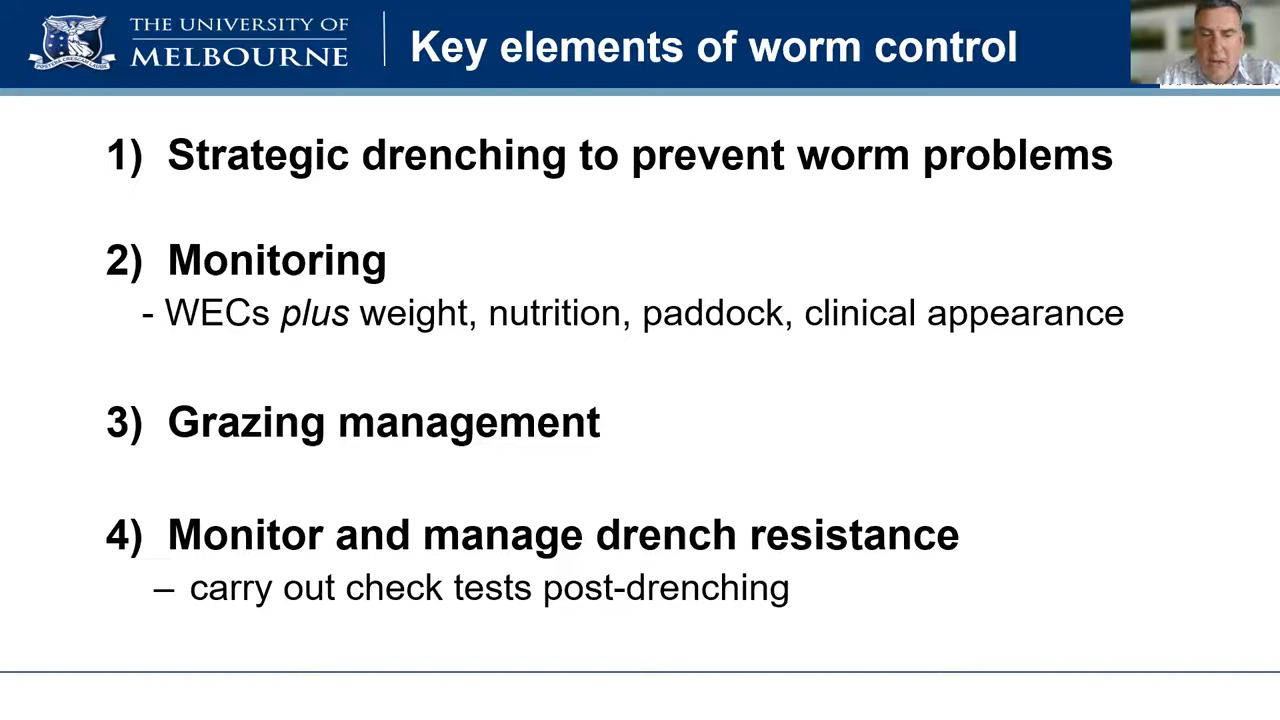 THE UNIVERSITY OF
MELBOURNE
Key elements of worm control
1) Strategic drenching to prevent worm problems
2) Monitoring
- WECs plus weight, nutrition, paddock, clinical appearance
3) Grazing management
4) Monitor and manage drench resistance
– carry out check tests post-drenching